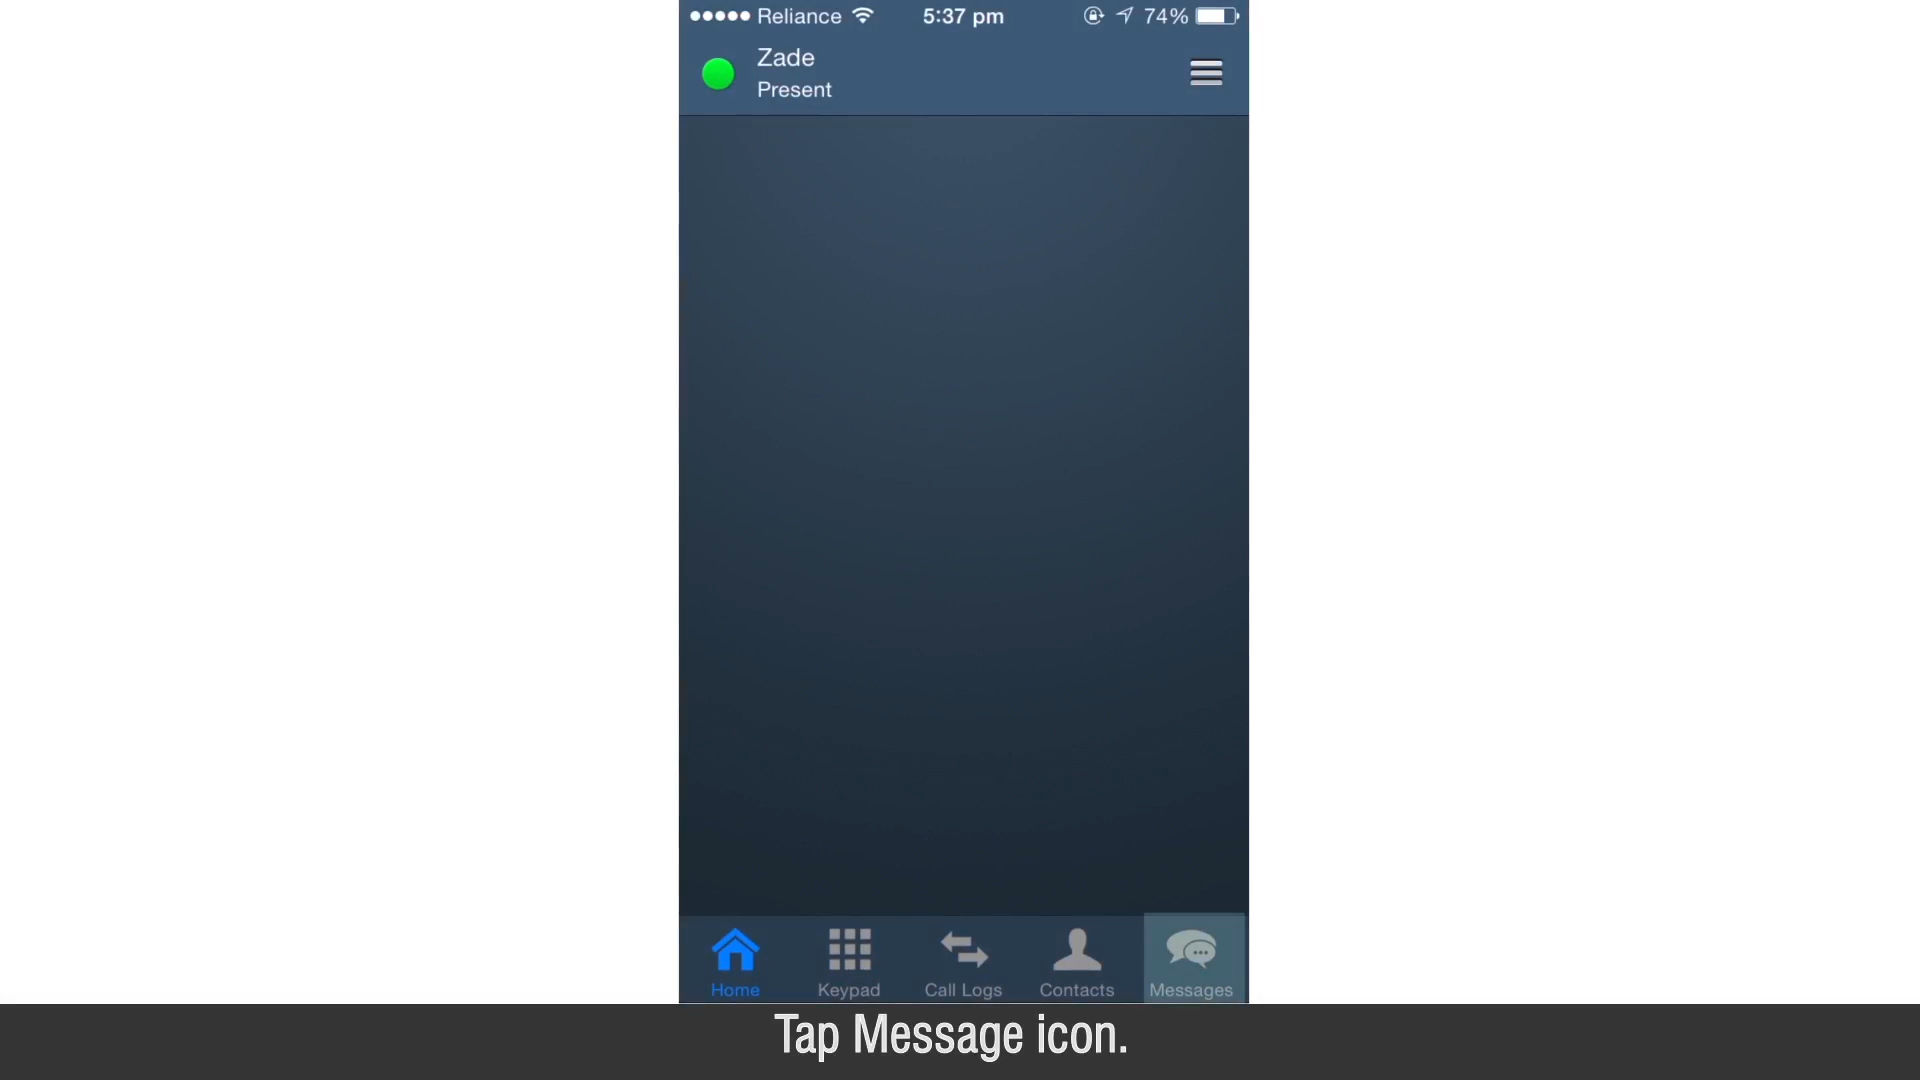 Reliance 5:37 pm 74%
Zade
Present
Home Keypad Call Logs Contacts Messages
Tap Message icon.